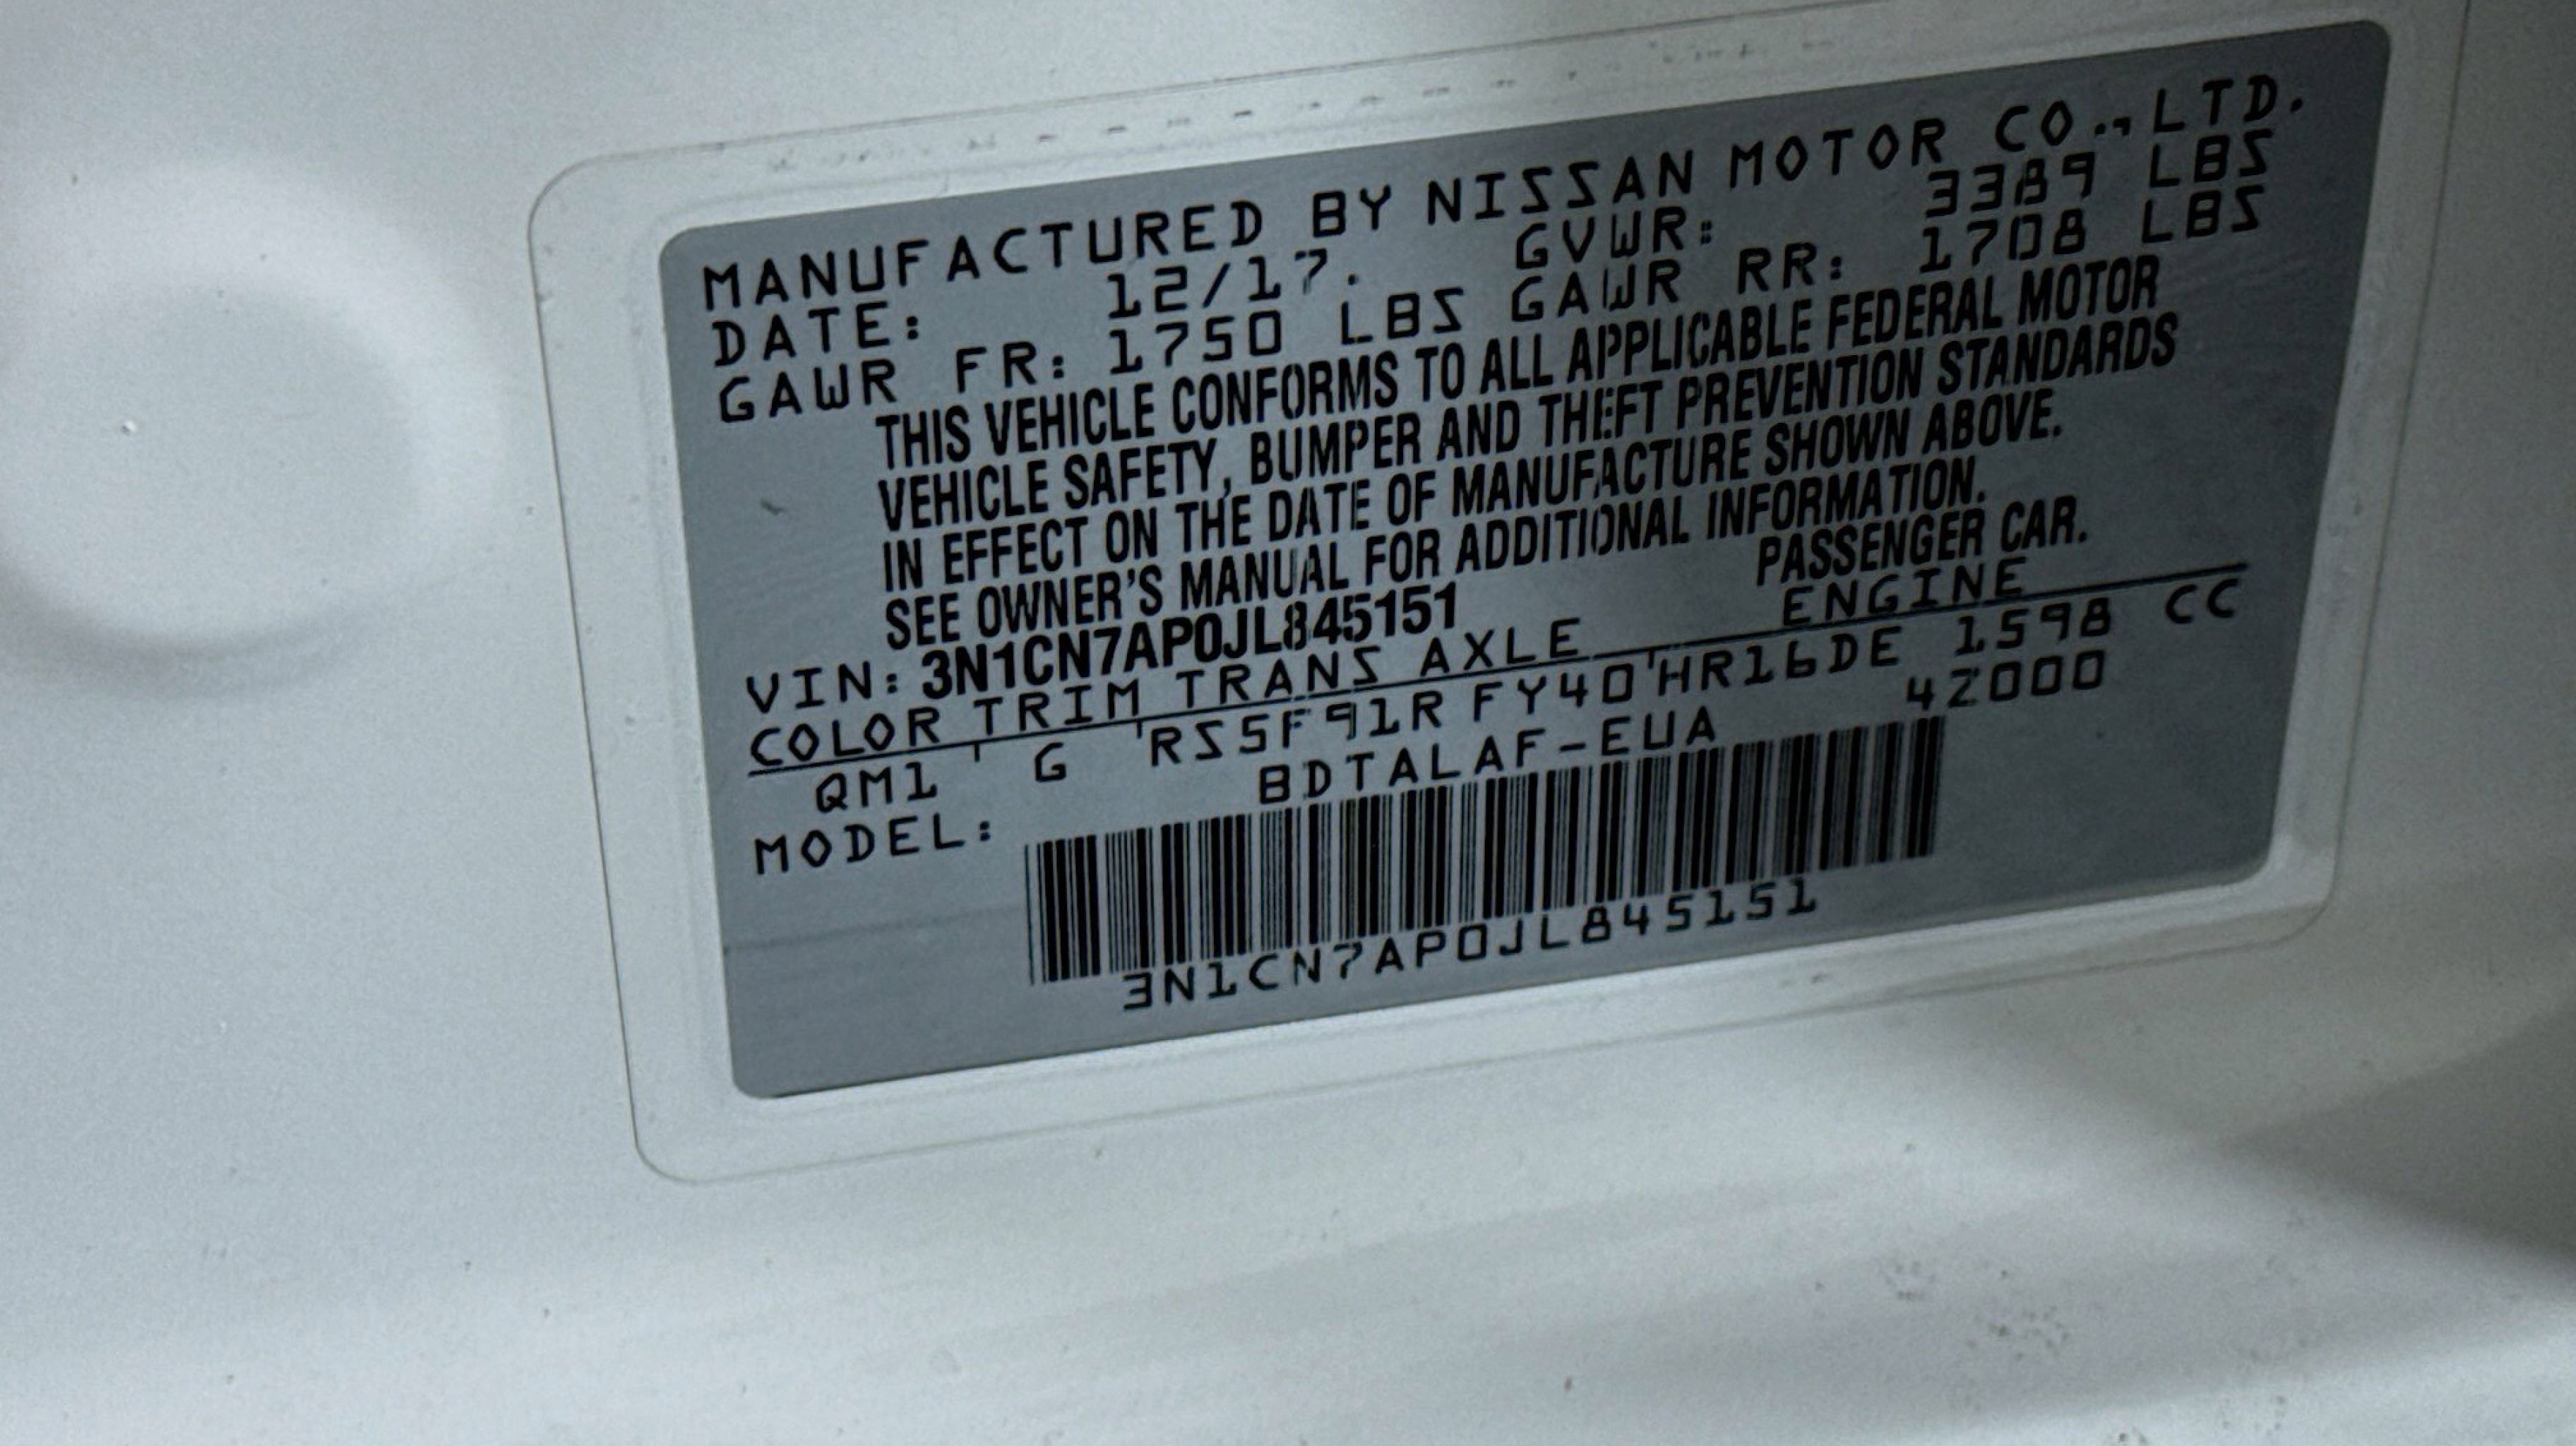 MANUFACTURED BY NISSAN MOTOR CO.,LTD.
DATE: 12/17. GVWR: 3389 LBS
GAWR FR: 1750 LBS GAWR RR: 1708 LBS
THIS VEHICLE CONFORMS TO ALL APPLICABLE FEDERAL MOTOR
VEHICLE SAFETY, BUMPER AND THEFT PREVENTION STANDARDS
IN EFFECT ON THE DATE OF MANUFACTURE SHOWN ABOVE.
SEE OWNER'S MANUAL FOR ADDITIONAL INFORMATION.
VIN: 3N1CN7AP0JL845151 PASSENGER CAR.
COLOR TRIM TRANS AXLE ENGINE
QM1 G RS5F91R FY40 HR16DE 1598 CC
MODEL: BDTALAF-EUA 4Z000
3N1CN7AP0JL845151